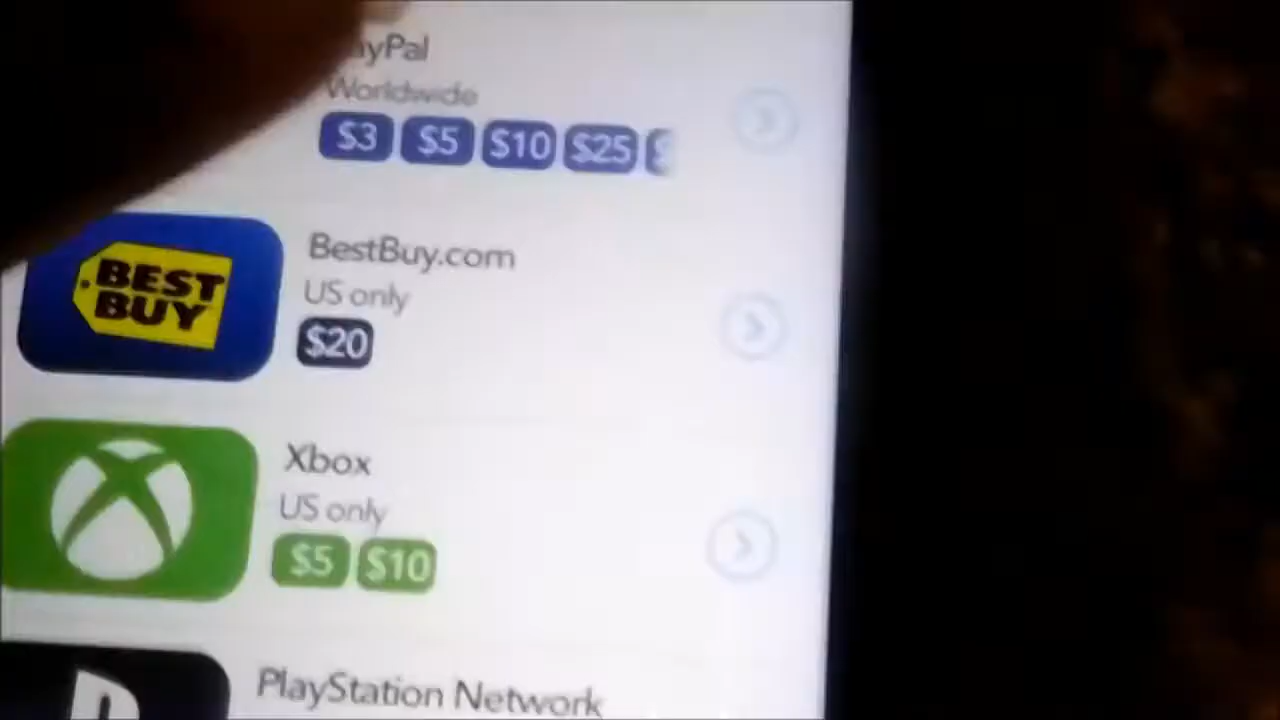 ayPal
Worldwide
$3 $5 $10 $25
BEST
BUY
BestBuy.com
US only
$20
Xbox
US only
$5 $10
PlayStation Network